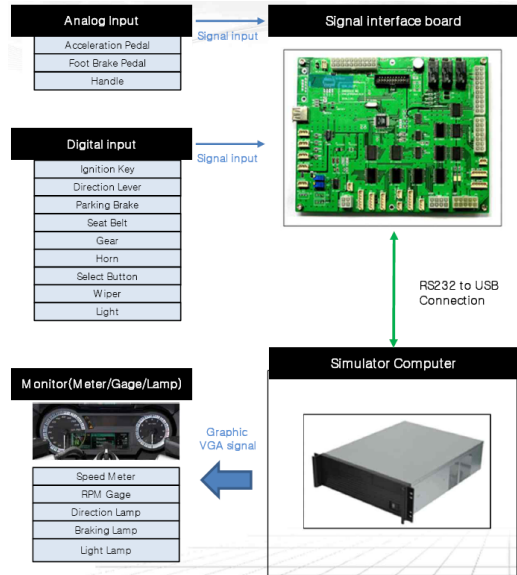 Analog Input
Signal input
Signal interface board
Acceleration Pedal
Foot Brake Pedal
Handle
Digital input
Signal input
Ignition Key
Direction Lever
Parking Brake
Seat Belt
Gear
Horn
Select Button
Wiper
Light
RS232 to USB
Connection
Simulator Computer
Monitor(Meter/Gage/Lamp)
Graphic
VGA signal
Speed Meter
RPM Gage
Direction Lamp
Braking Lamp
Light Lamp